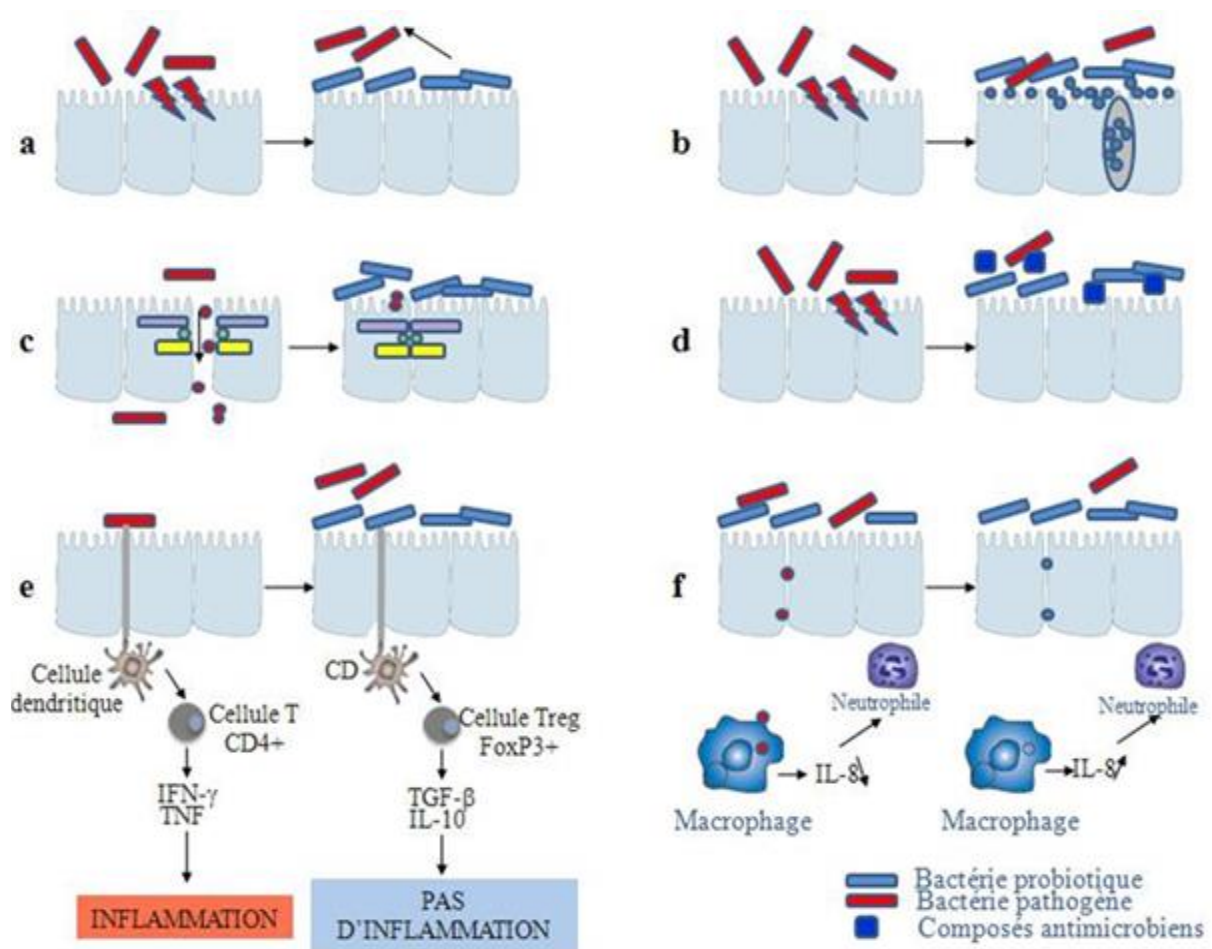 a
b
c
d
e
Cellule
dendritique
Cellule T
CD4+
IFN-γ
TNF
INFLAMMATION
CD
Cellule Treg
FoxP3+
TGF-β
IL-10
PAS
D'INFLAMMATION
f
Neutrophile
IL-8
Macrophage
Neutrophile
IL-8
Macrophage
Bactérie probiotique
Bactérie pathogène
Composés antimicrobiens